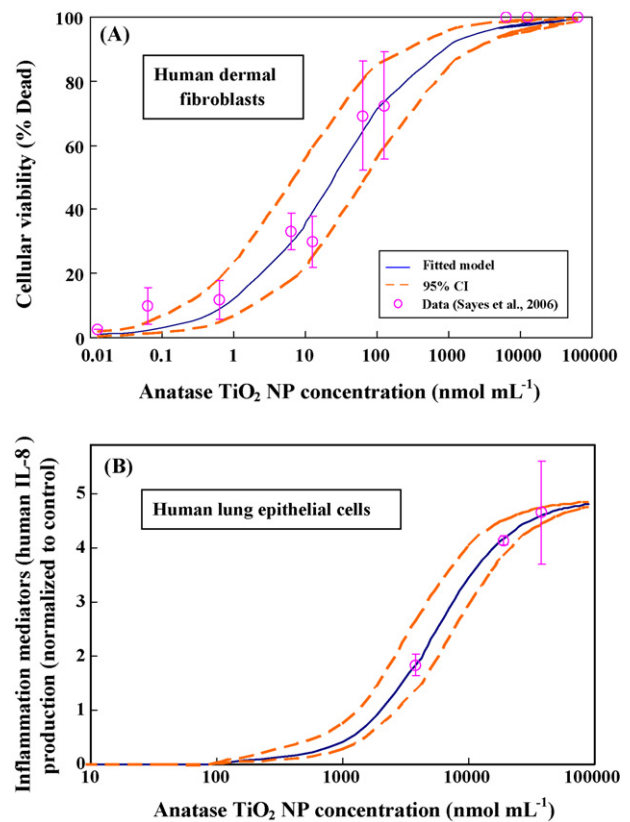 (A)
Human dermal
fibroblasts
Cellular viability (% Dead)
100
80
60
40
20
0
Fitted model
95% CI
Data (Sayes et al., 2006)
0.01 0.1 1 10 100 1000 10000 100000
Anatase TiO₂ NP concentration (nmol mL⁻¹)
(B)
Human lung epithelial cells
Inflammation mediators (human IL-8 )
production (normalized to control)
5
4
3
2
1
0
10 100 1000 10000 100000
Anatase TiO₂ NP concentration (nmol mL⁻¹)